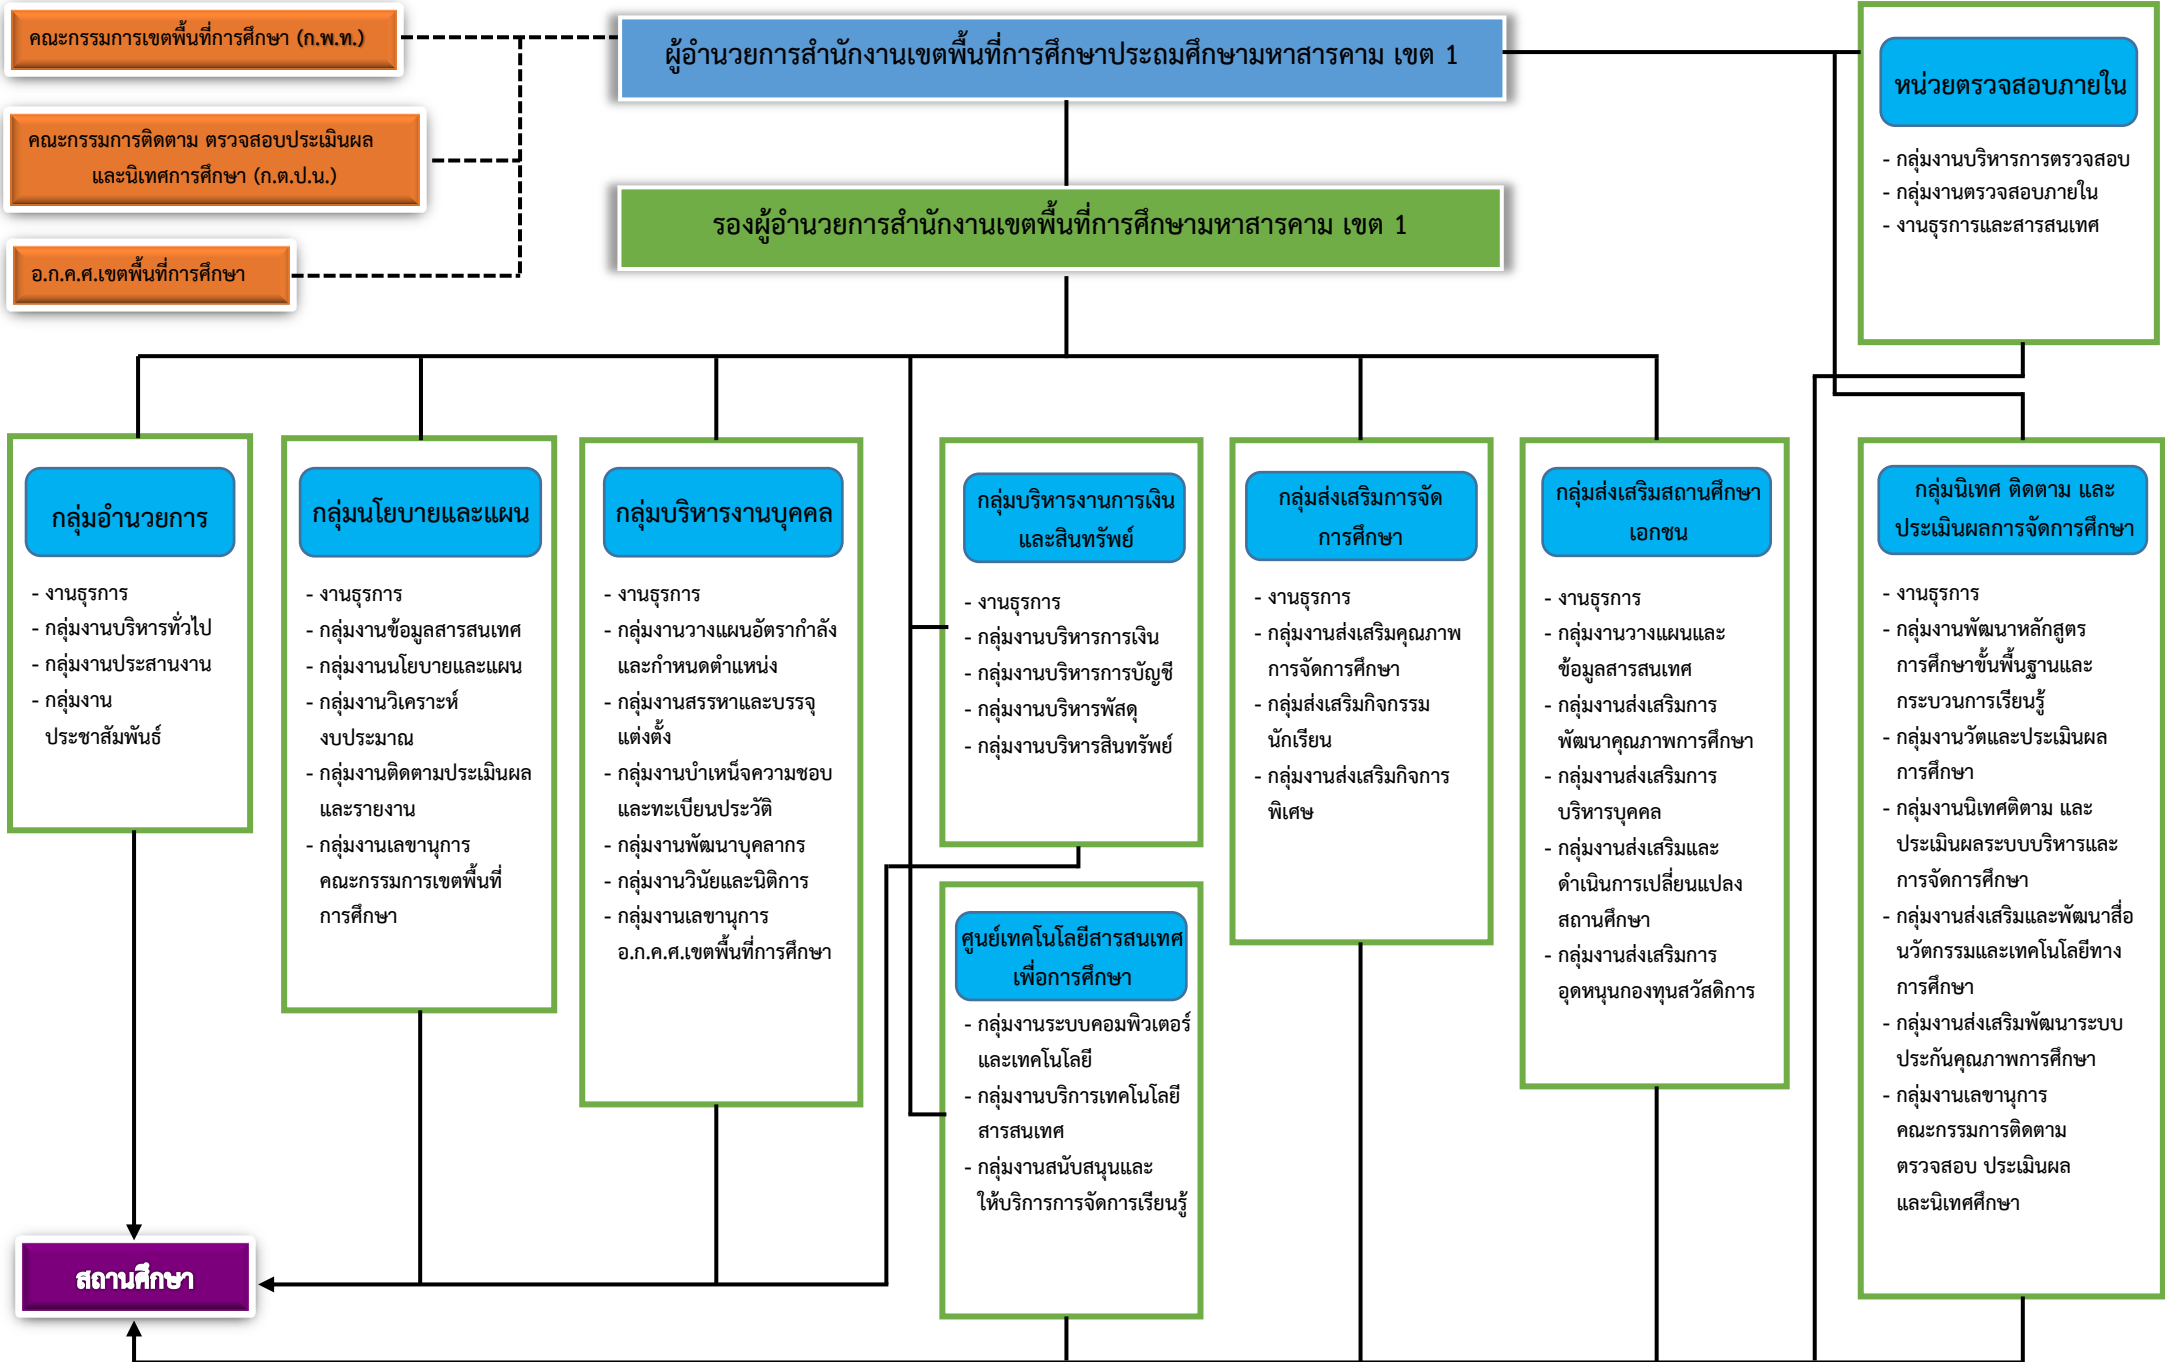 คณะกรรมการเขตพื้นที่การศึกษา (ก.พ.ท.)
ผู้อำนวยการสำนักงานเขตพื้นที่การศึกษาประถมศึกษามหาสารคาม เขต 1
คณะกรรมการติดตาม ตรวจสอบประเมินผล
และนิเทศการศึกษา (ก.ต.ป.น.)
รองผู้อำนวยการสำนักงานเขตพื้นที่การศึกษามหาสารคาม เขต 1
อ.ก.ค.ศ.เขตพื้นที่การศึกษา
หน่วยตรวจสอบภายใน
- กลุ่มงานบริหารการตรวจสอบ
- กลุ่มงานตรวจสอบภายใน
- งานธุรการและสารสนเทศ
กลุ่มอำนวยการ
- งานธุรการ
- กลุ่มงานบริหารทั่วไป
- กลุ่มงานประสานงาน
- กลุ่มงาน
ประชาสัมพันธ์
กลุ่มนโยบายและแผน
- งานธุรการ
- กลุ่มงานข้อมูลสารสนเทศ
- กลุ่มงานนโยบายและแผน
- กลุ่มงานวิเคราะห์
งบประมาณ
- กลุ่มงานติดตามประเมินผล
และรายงาน
- กลุ่มงานเลขานุการ
คณะกรรมการเขตพื้นที่
การศึกษา
กลุ่มบริหารงานบุคคล
- งานธุรการ
- กลุ่มงานวางแผนอัตรากำลัง
และกำหนดตำแหน่ง
- กลุ่มงานสรรหาและบรรจุ
แต่งตั้ง
- กลุ่มงานบำเหน็จความชอบ
และทะเบียนประวัติ
- กลุ่มงานพัฒนาบุคลากร
- กลุ่มงานวินัยและนิติการ
- กลุ่มงานเลขานุการ
อ.ก.ค.ศ.เขตพื้นที่การศึกษา
กลุ่มบริหารงานการเงิน
และสินทรัพย์
- งานธุรการ
- กลุ่มงานบริหารการเงิน
- กลุ่มงานบริหารการบัญชี
- กลุ่มงานบริหารพัสดุ
- กลุ่มงานบริหารสินทรัพย์
ศูนย์เทคโนโลยีสารสนเทศ
เพื่อการศึกษา
- กลุ่มงานระบบคอมพิวเตอร์
และเทคโนโลยี
- กลุ่มงานบริการเทคโนโลยี
สารสนเทศ
- กลุ่มงานสนับสนุนและ
ให้บริการการจัดการเรียนรู้
กลุ่มส่งเสริมการจัด
การศึกษา
- งานธุรการ
- กลุ่มงานส่งเสริมคุณภาพ
การจัดการศึกษา
- กลุ่มส่งเสริมกิจกรรม
นักเรียน
- กลุ่มงานส่งเสริมกิจการ
พิเศษ
กลุ่มส่งเสริมสถานศึกษา
เอกชน
- งานธุรการ
- กลุ่มงานวางแผนและ
ข้อมูลสารสนเทศ
- กลุ่มงานส่งเสริมการ
พัฒนาคุณภาพการศึกษา
- กลุ่มงานส่งเสริมการ
บริหารบุคคล
- กลุ่มงานส่งเสริมและ
ดำเนินการเปลี่ยนแปลง
สถานศึกษา
- กลุ่มงานส่งเสริมการ
อุดหนุนกองทุนสวัสดิการ
กลุ่มนิเทศ ติดตาม และ
ประเมินผลการจัดการศึกษา
- งานธุรการ
- กลุ่มงานพัฒนาหลักสูตร
การศึกษาขั้นพื้นฐานและ
กระบวนการเรียนรู้
- กลุ่มงานวัตและประเมินผล
การศึกษา
- กลุ่มงานนิเทศติตาม และ
ประเมินผลระบบบริหารและ
การจัดการศึกษา
- กลุ่มงานส่งเสริมและพัฒนาสื่อ
นวัตกรรมและเทคโนโลยีทาง
การศึกษา
- กลุ่มงานส่งเสริมพัฒนาระบบ
ประกันคุณภาพการศึกษา
- กลุ่มงานเลขานุการ
คณะกรรมการติดตาม
ตรวจสอบ ประเมินผล
และนิเทศศึกษา
สถานศึกษา